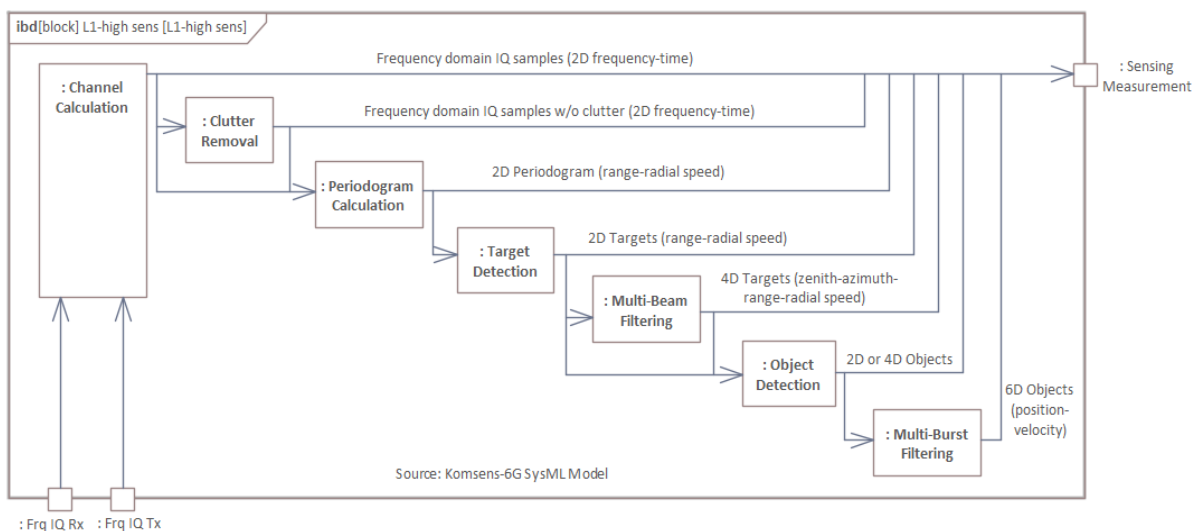 ibd[block] L1-high sens [L1-high sens]
Frequency domain IQ samples (2D frequency-time)
: Channel
Calculation
: Sensing
Measurement
Frequency domain IQ samples w/o clutter (2D frequency-time)
: Clutter
Removal
2D Periodogram (range-radial speed)
: Periodogram
Calculation
2D Targets (range-radial speed)
: Target
Detection
4D Targets (zenith-azimuth-
range-radial speed)
: Multi-Beam
Filtering
2D or 4D Objects
: Object
Detection
6D Objects
(position-
velocity)
: Multi-Burst
Filtering
Source: Komsens-6G SysML Model
: Frq IQ Rx
: Frq IQ Tx